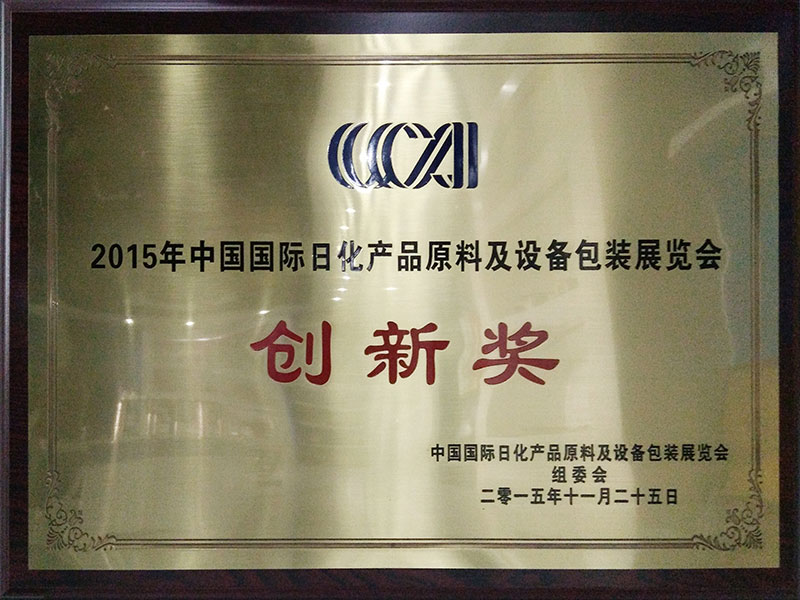 CCAI
2015年中国国际日化产品原料及设备包装展览会
创新奖
中国国际日化产品原料及设备包装展览会
组委会
二零一五年十一月二十五日